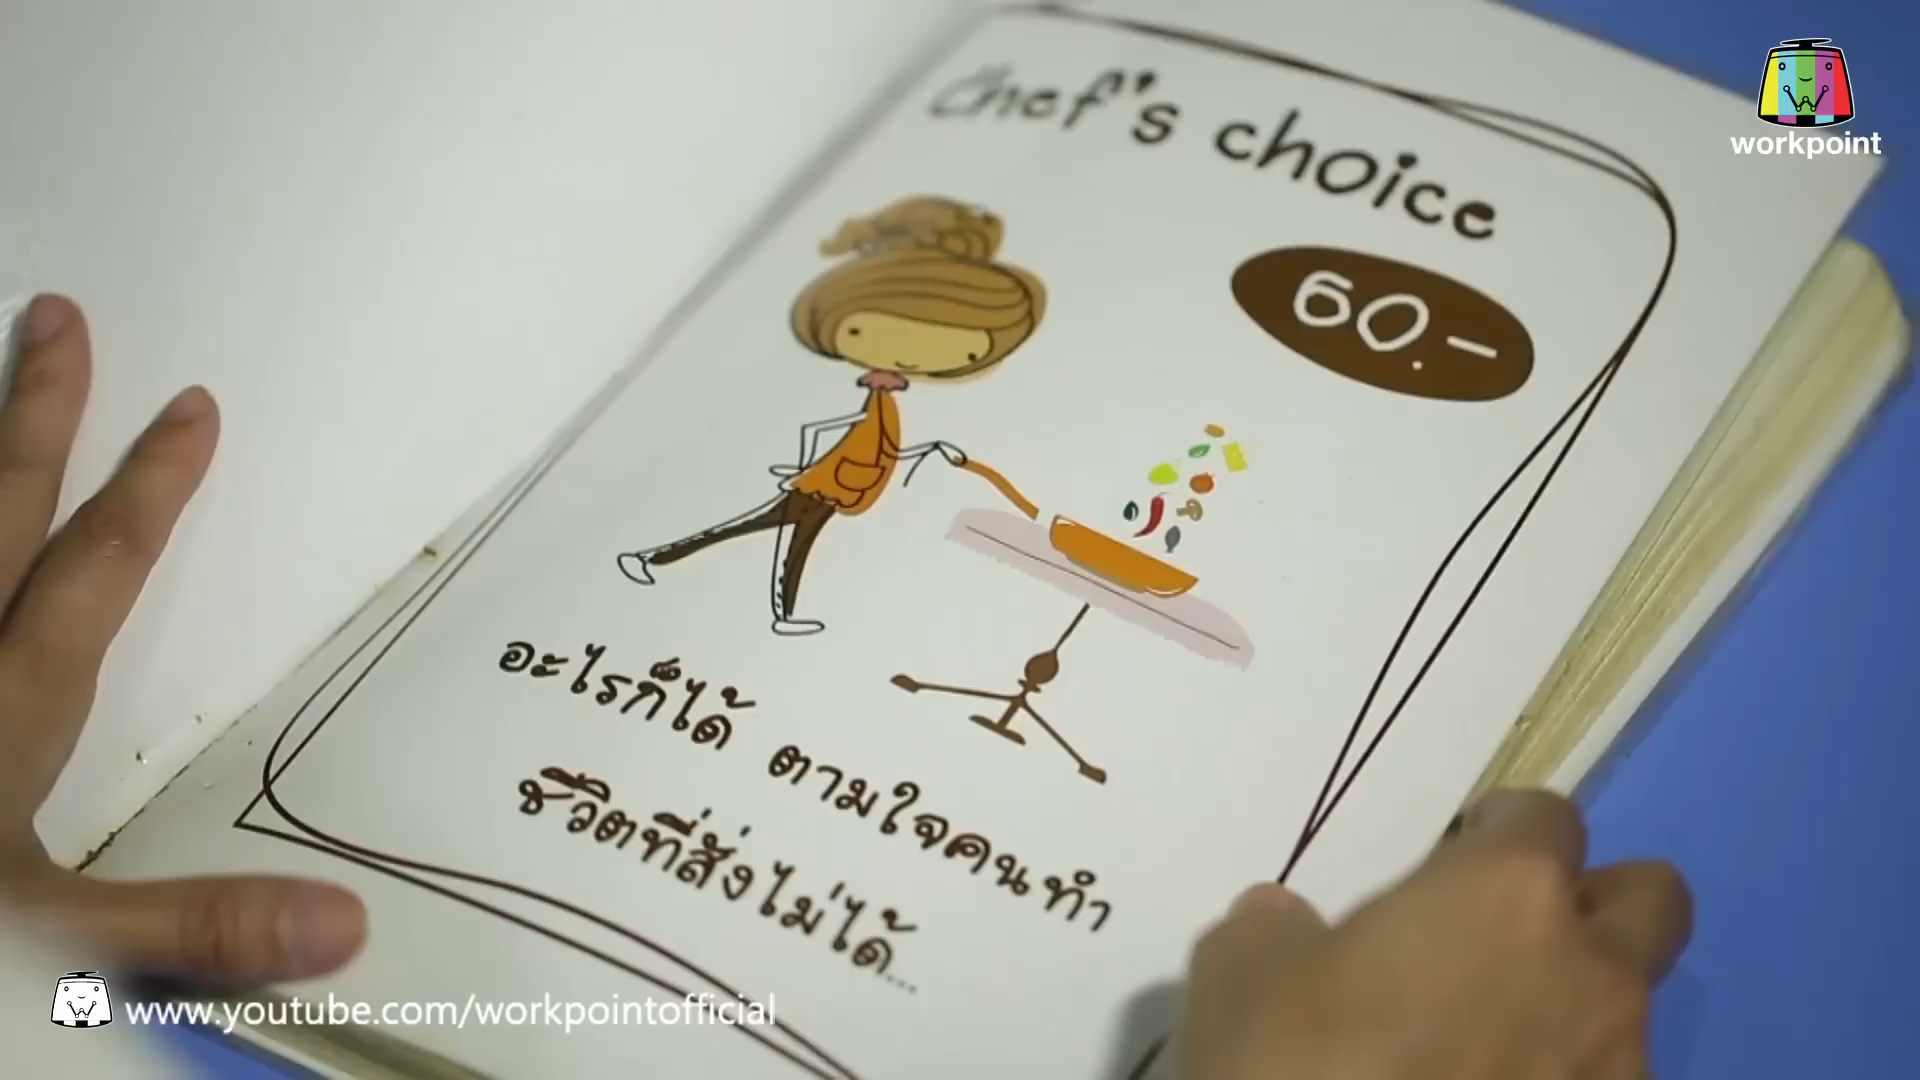 Chef's choice
60.-
อะไรก็ได้ ตามใจคนทำ
ชีวิตที่สั่งไม่ได้...
workpoint
www.youtube.com/workpointofficial